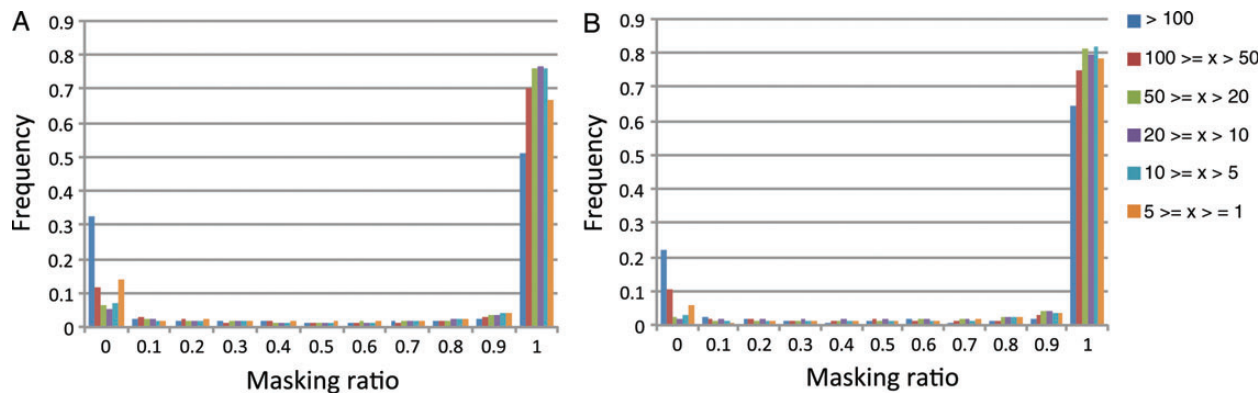 A
0.9
0.8
0.7
0.6
0.5
0.4
0.3
0.2
0.1
0
Frequency
0 0.1 0.2 0.3 0.4 0.5 0.6 0.7 0.8 0.9 1
Masking ratio
B
0.9
0.8
0.7
0.6
0.5
0.4
0.3
0.2
0.1
0
Frequency
0 0.1 0.2 0.3 0.4 0.5 0.6 0.7 0.8 0.9 1
Masking ratio
> 100
100 >= x > 50
50 >= x > 20
20 >= x > 10
10 >= x > 5
5 >= x > = 1